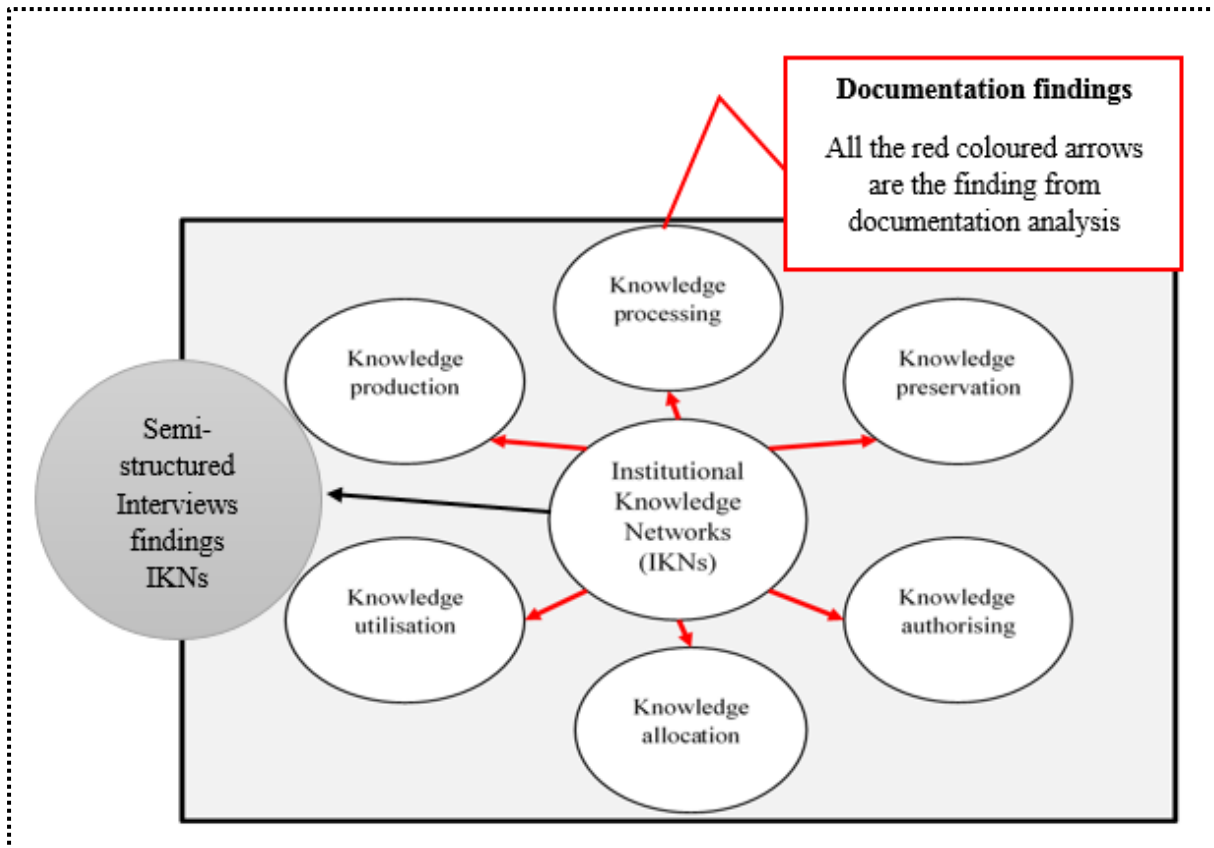 Documentation findings
All the red coloured arrows
are the finding from
documentation analysis
Knowledge
processing
Knowledge
production
Knowledge
preservation
Semi-
structured
Interviews
findings
IKNs
Institutional
Knowledge
Networks
(IKNs)
Knowledge
utilisation
Knowledge
authorising
Knowledge
allocation